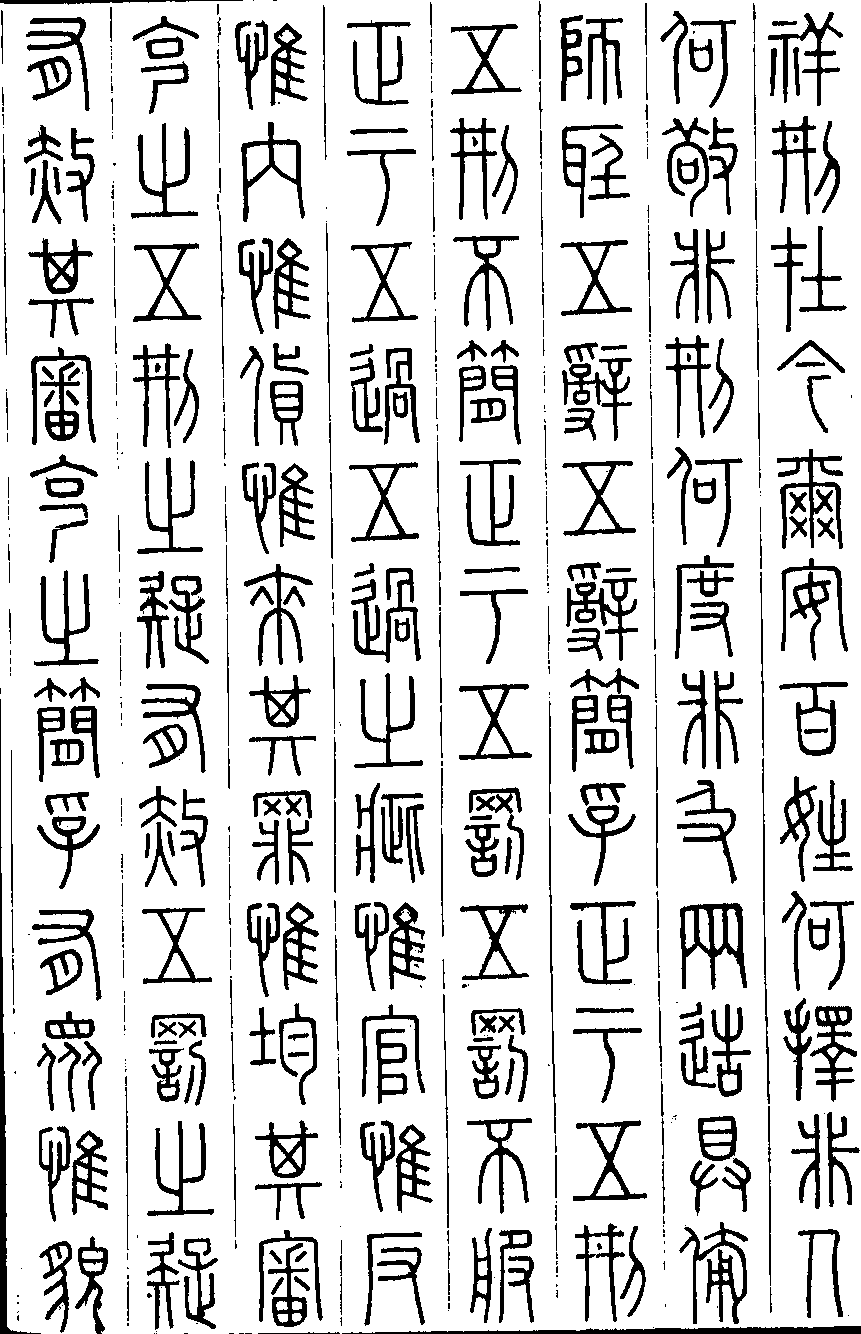 祥刑在今爾安百姓何擇非人
何敬非刑何度非及兩造具備
師聽五辭五辭簡孚正于五刑
五刑不簡正于五罰五罰不服
正于五過五過之疵惟官惟反
惟內惟貨惟來其罪惟均其審
克之五刑之疑有赦五罰之疑
有赦其審克之簡孚有眾惟貌